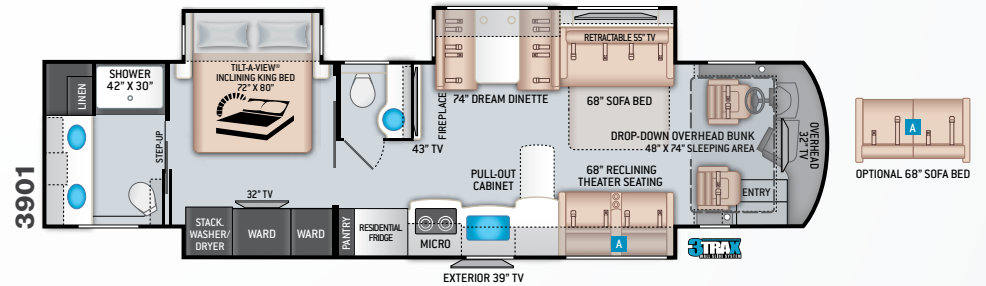 3901
LINEN
SHOWER
42" X 30"
STEP-UP
TILT-A-VIEW®
INCLINING KING BED
72" X 80"
32" TV
STACK.
WASHER/
DRYER
WARD
WARD
FIREPLACE
43" TV
74" DREAM DINETTE
RETRACTABLE 55" TV
68" SOFA BED
DROP-DOWN OVERHEAD BUNK
48" X 74" SLEEPING AREA
OVERHEAD
32" TV
PULL-OUT
CABINET
68" RECLINING
THEATER SEATING
ENTRY
PANTRY
RESIDENTIAL
FRIDGE
MICRO
A
EXTERIOR 39" TV
3TRAX
WALL SLIDE SYSTEM
A
OPTIONAL 68" SOFA BED